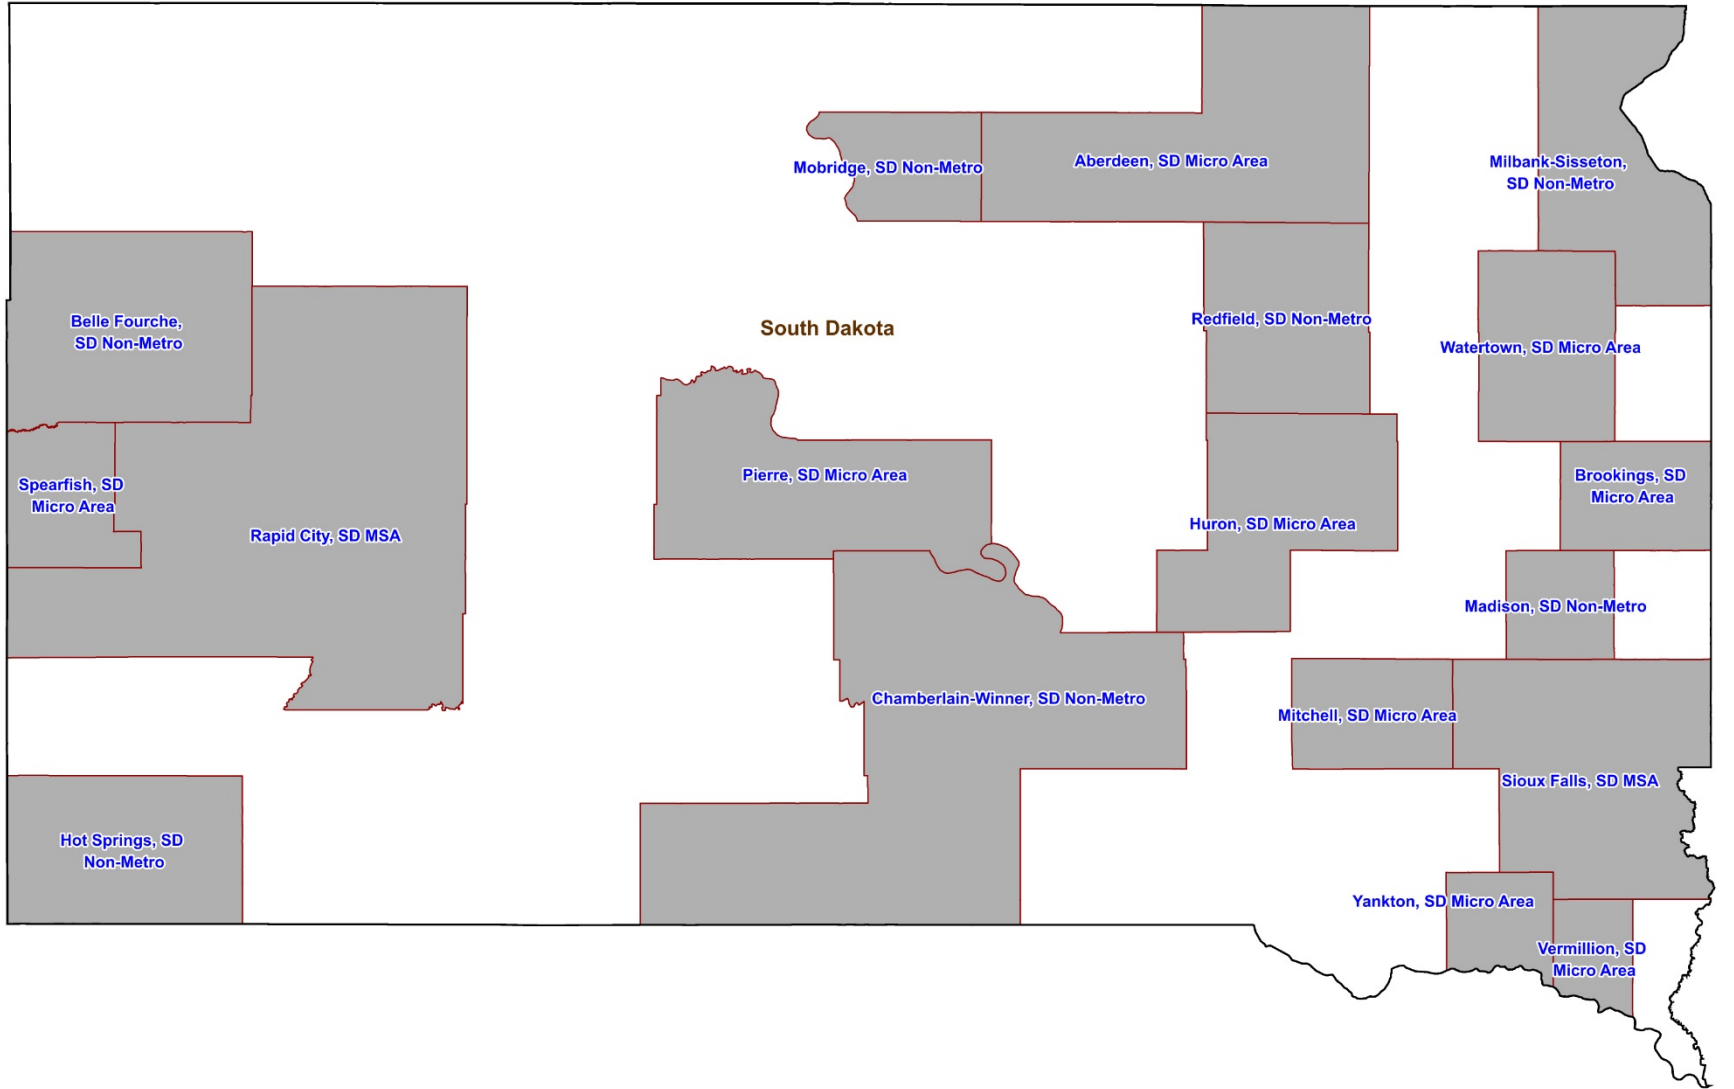 Mobridge, SD Non-Metro
Aberdeen, SD Micro Area
Milbank-Sisseton,
SD Non-Metro
Belle Fourche,
SD Non-Metro
South Dakota
Redfield, SD Non-Metro
Watertown, SD Micro Area
Spearfish, SD
Micro Area
Rapid City, SD MSA
Pierre, SD Micro Area
Huron, SD Micro Area
Brookings, SD
Micro Area
Madison, SD Non-Metro
Chamberlain-Winner, SD Non-Metro
Mitchell, SD Micro Area
Sioux Falls, SD MSA
Hot Springs, SD
Non-Metro
Yankton, SD Micro Area
Vermillion, SD
Micro Area